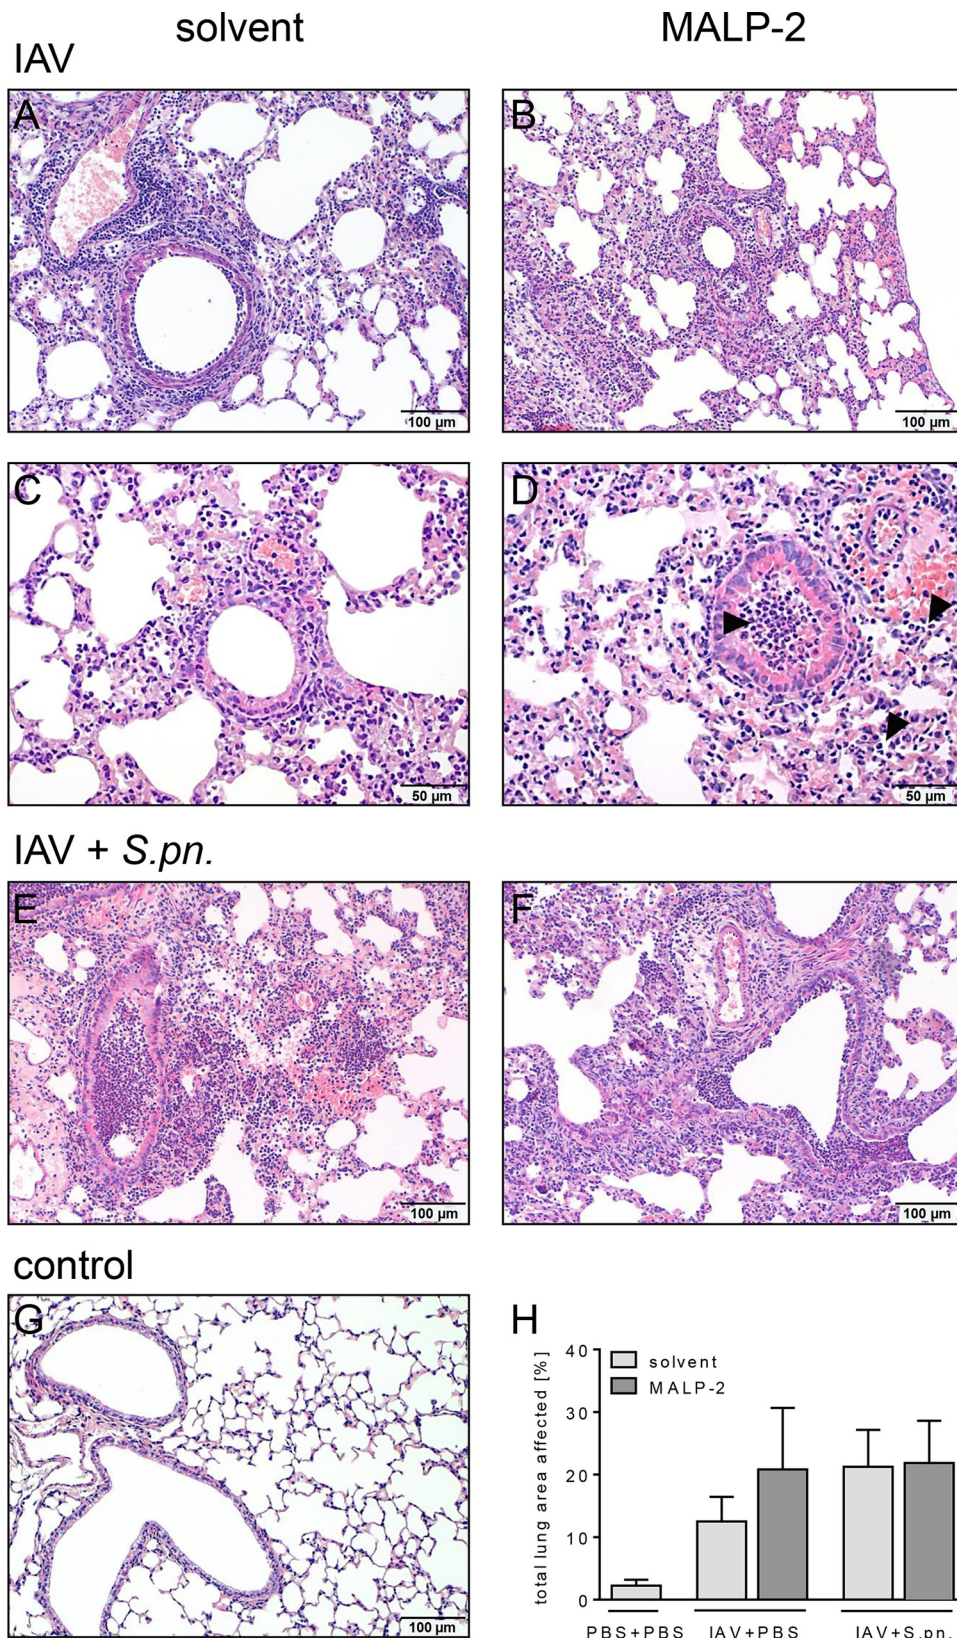 solvent MALP-2
IAV
A B
100 µm 100 µm
C D
50 µm 50 µm
IAV + S.pn.
E F
100 µm 100 µm
control
G H
100 µm
total lung area affected [%]
40
30
20
10
0
solvent
MALP-2
PBS+PBS IAV+PBS IAV+S.pn.